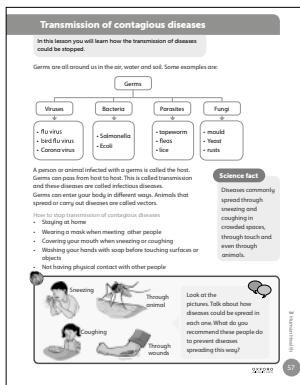 Transmission of contagious diseases
In this lesson you will learn how the transmission of diseases
could be stopped.
Germs are all around us in the air, water and soil. Some examples are:
Germs
Viruses
Bacteria
Parasites
Fungi
• flu virus
• bird flu virus
• Corona virus
• Salmonella
• Ecoli
• tapeworm
• fleas
• lice
• mould
• Yeast
• rusts
A person or animal infected with a germ is called the host.
Germs can pass from host to host. This is called transmission
and these diseases are called infectious diseases.
Germs can enter your body in different ways. Animals that
spread or carry out diseases are called vectors.
How to stop transmission of contagious diseases
• Staying at home
• Wearing a mask when meeting other people
• Covering your mouth when sneezing or coughing
• Washing your hands with soap before touching surfaces or
objects
• Not having physical contact with other people
Science fact
Diseases commonly
spread through
sneezing and
coughing in
crowded spaces,
through touch and
even through
animals.
Sneezing
Through
animal
Coughing
Through
wounds
Look at the
pictures. Talk about how
diseases could be spread in
each one. What do you
recommend these people do
to prevent diseases
spreading this way?
Human Health
OXFORD
57